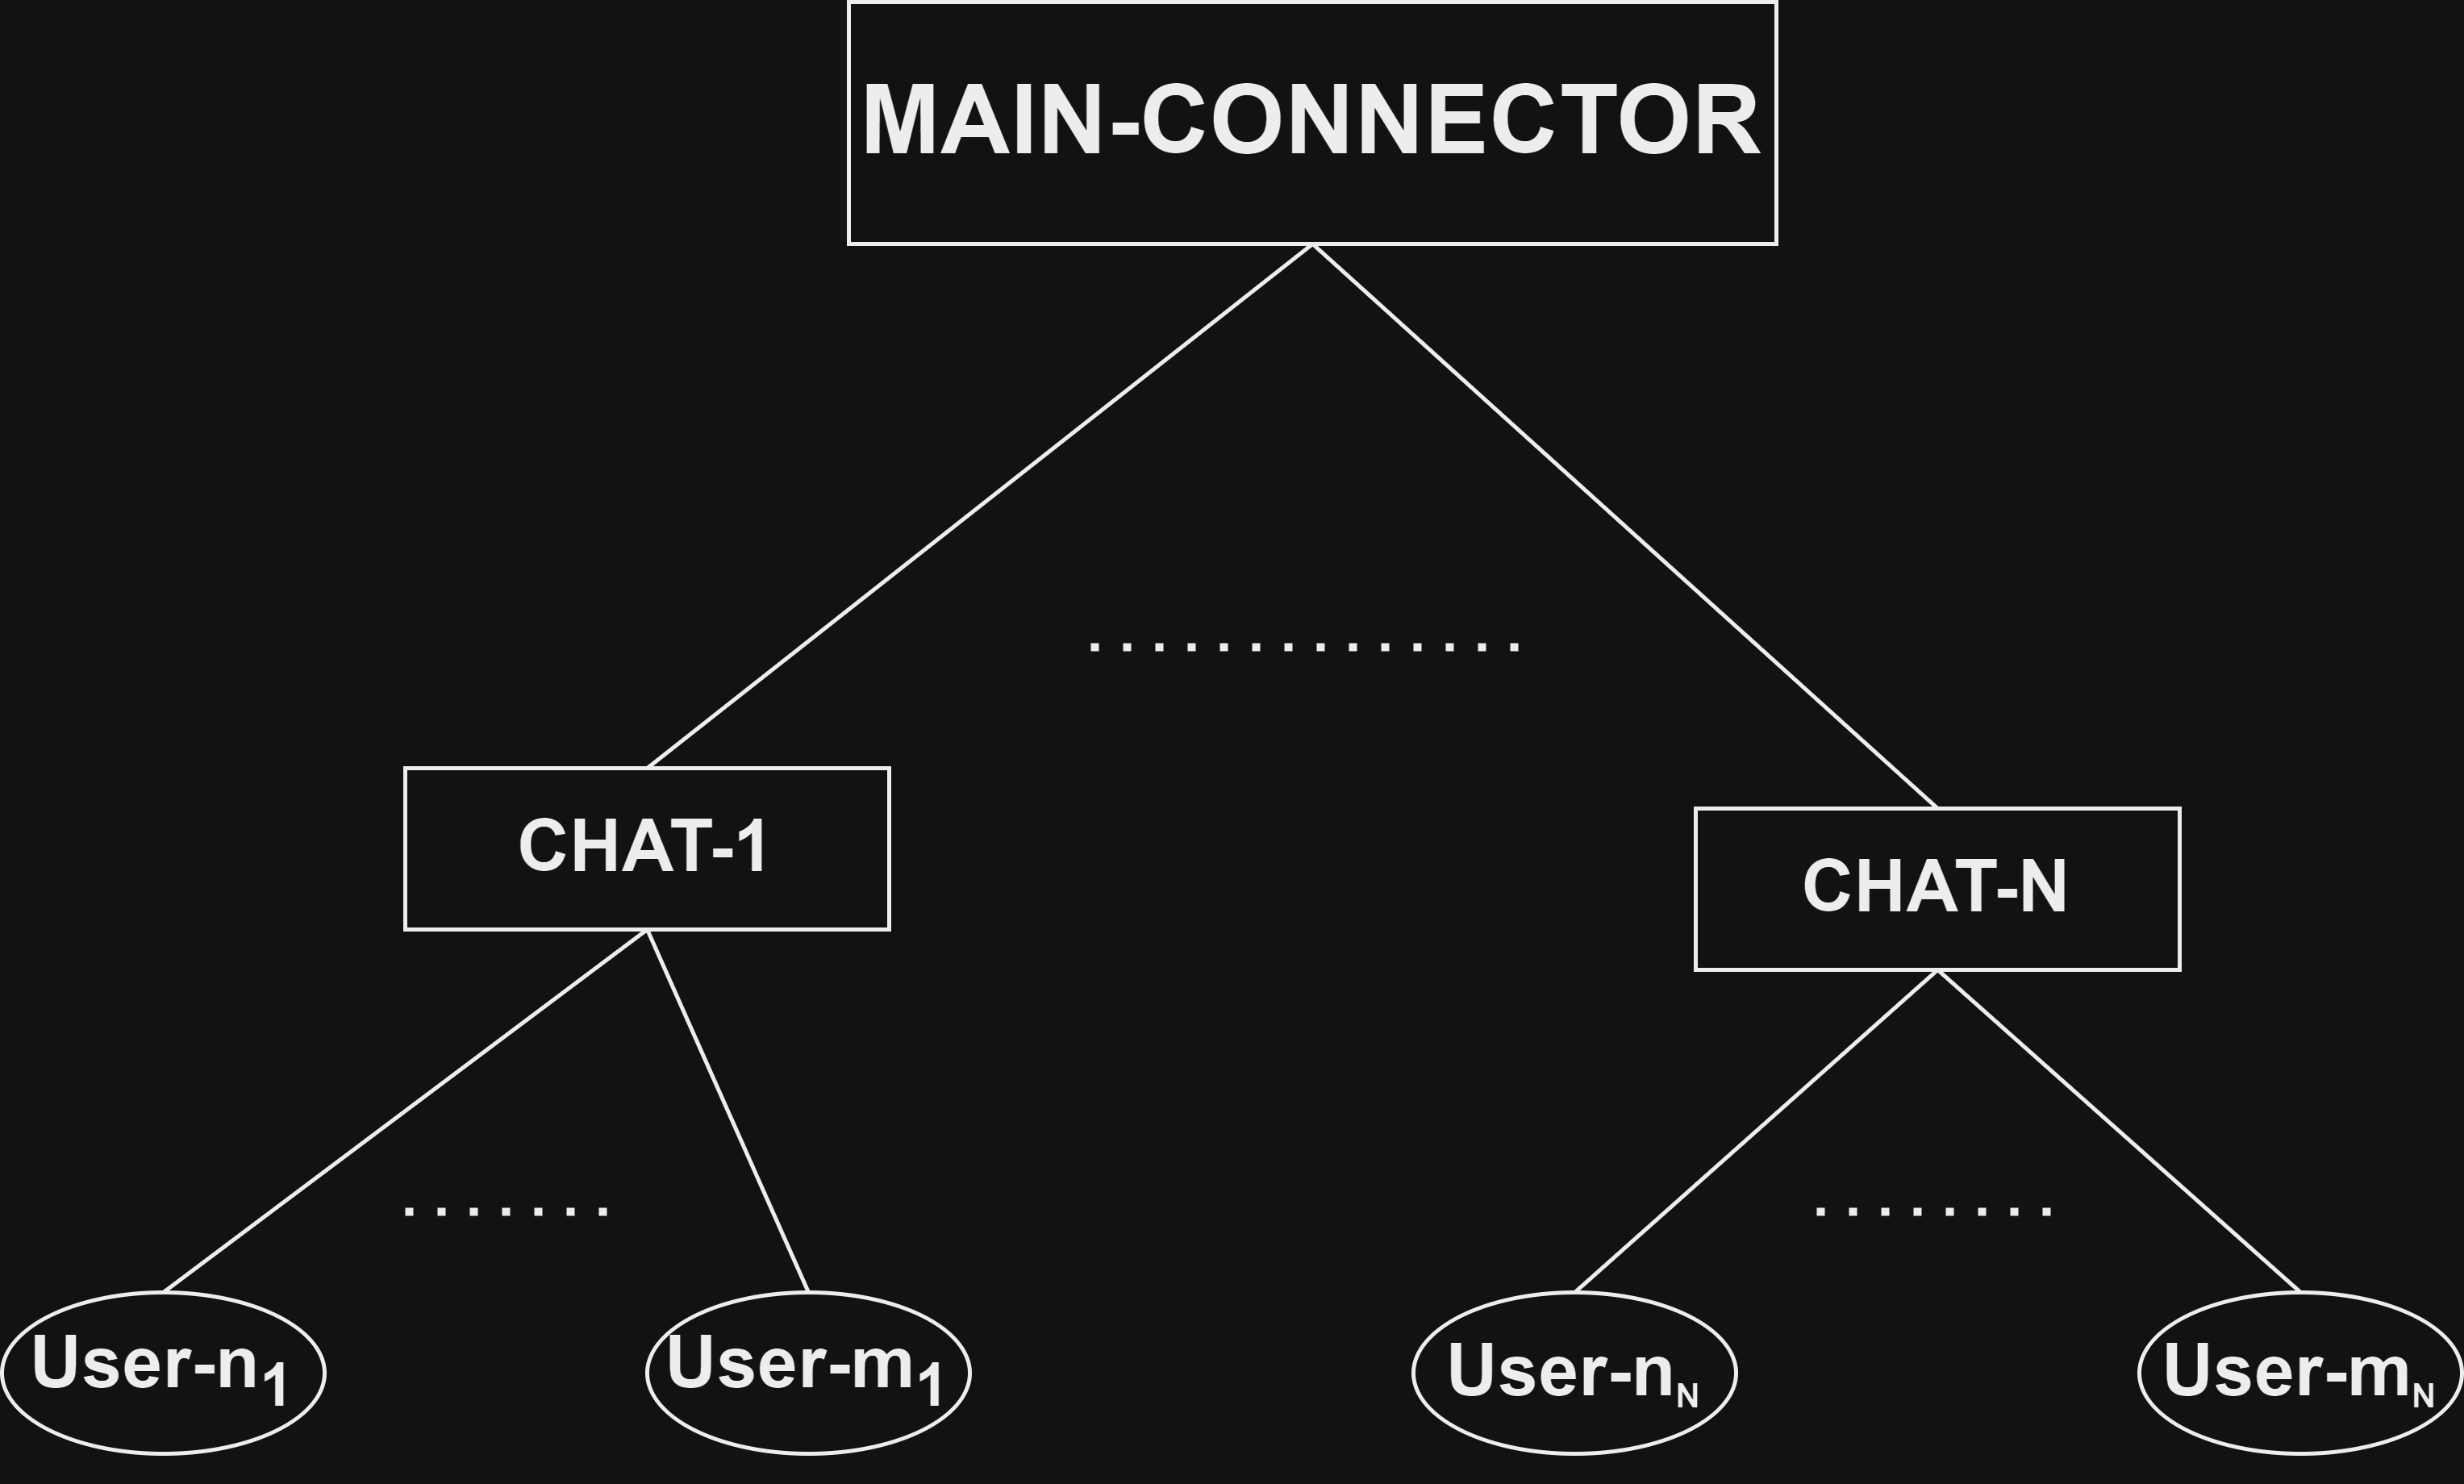 MAIN-CONNECTOR
. . . . . . . . . . . . . .
CHAT-1
CHAT-N
. . . . . . .
. . . . . . . .
User-n₁
User-m₁
User-nN
User-mN